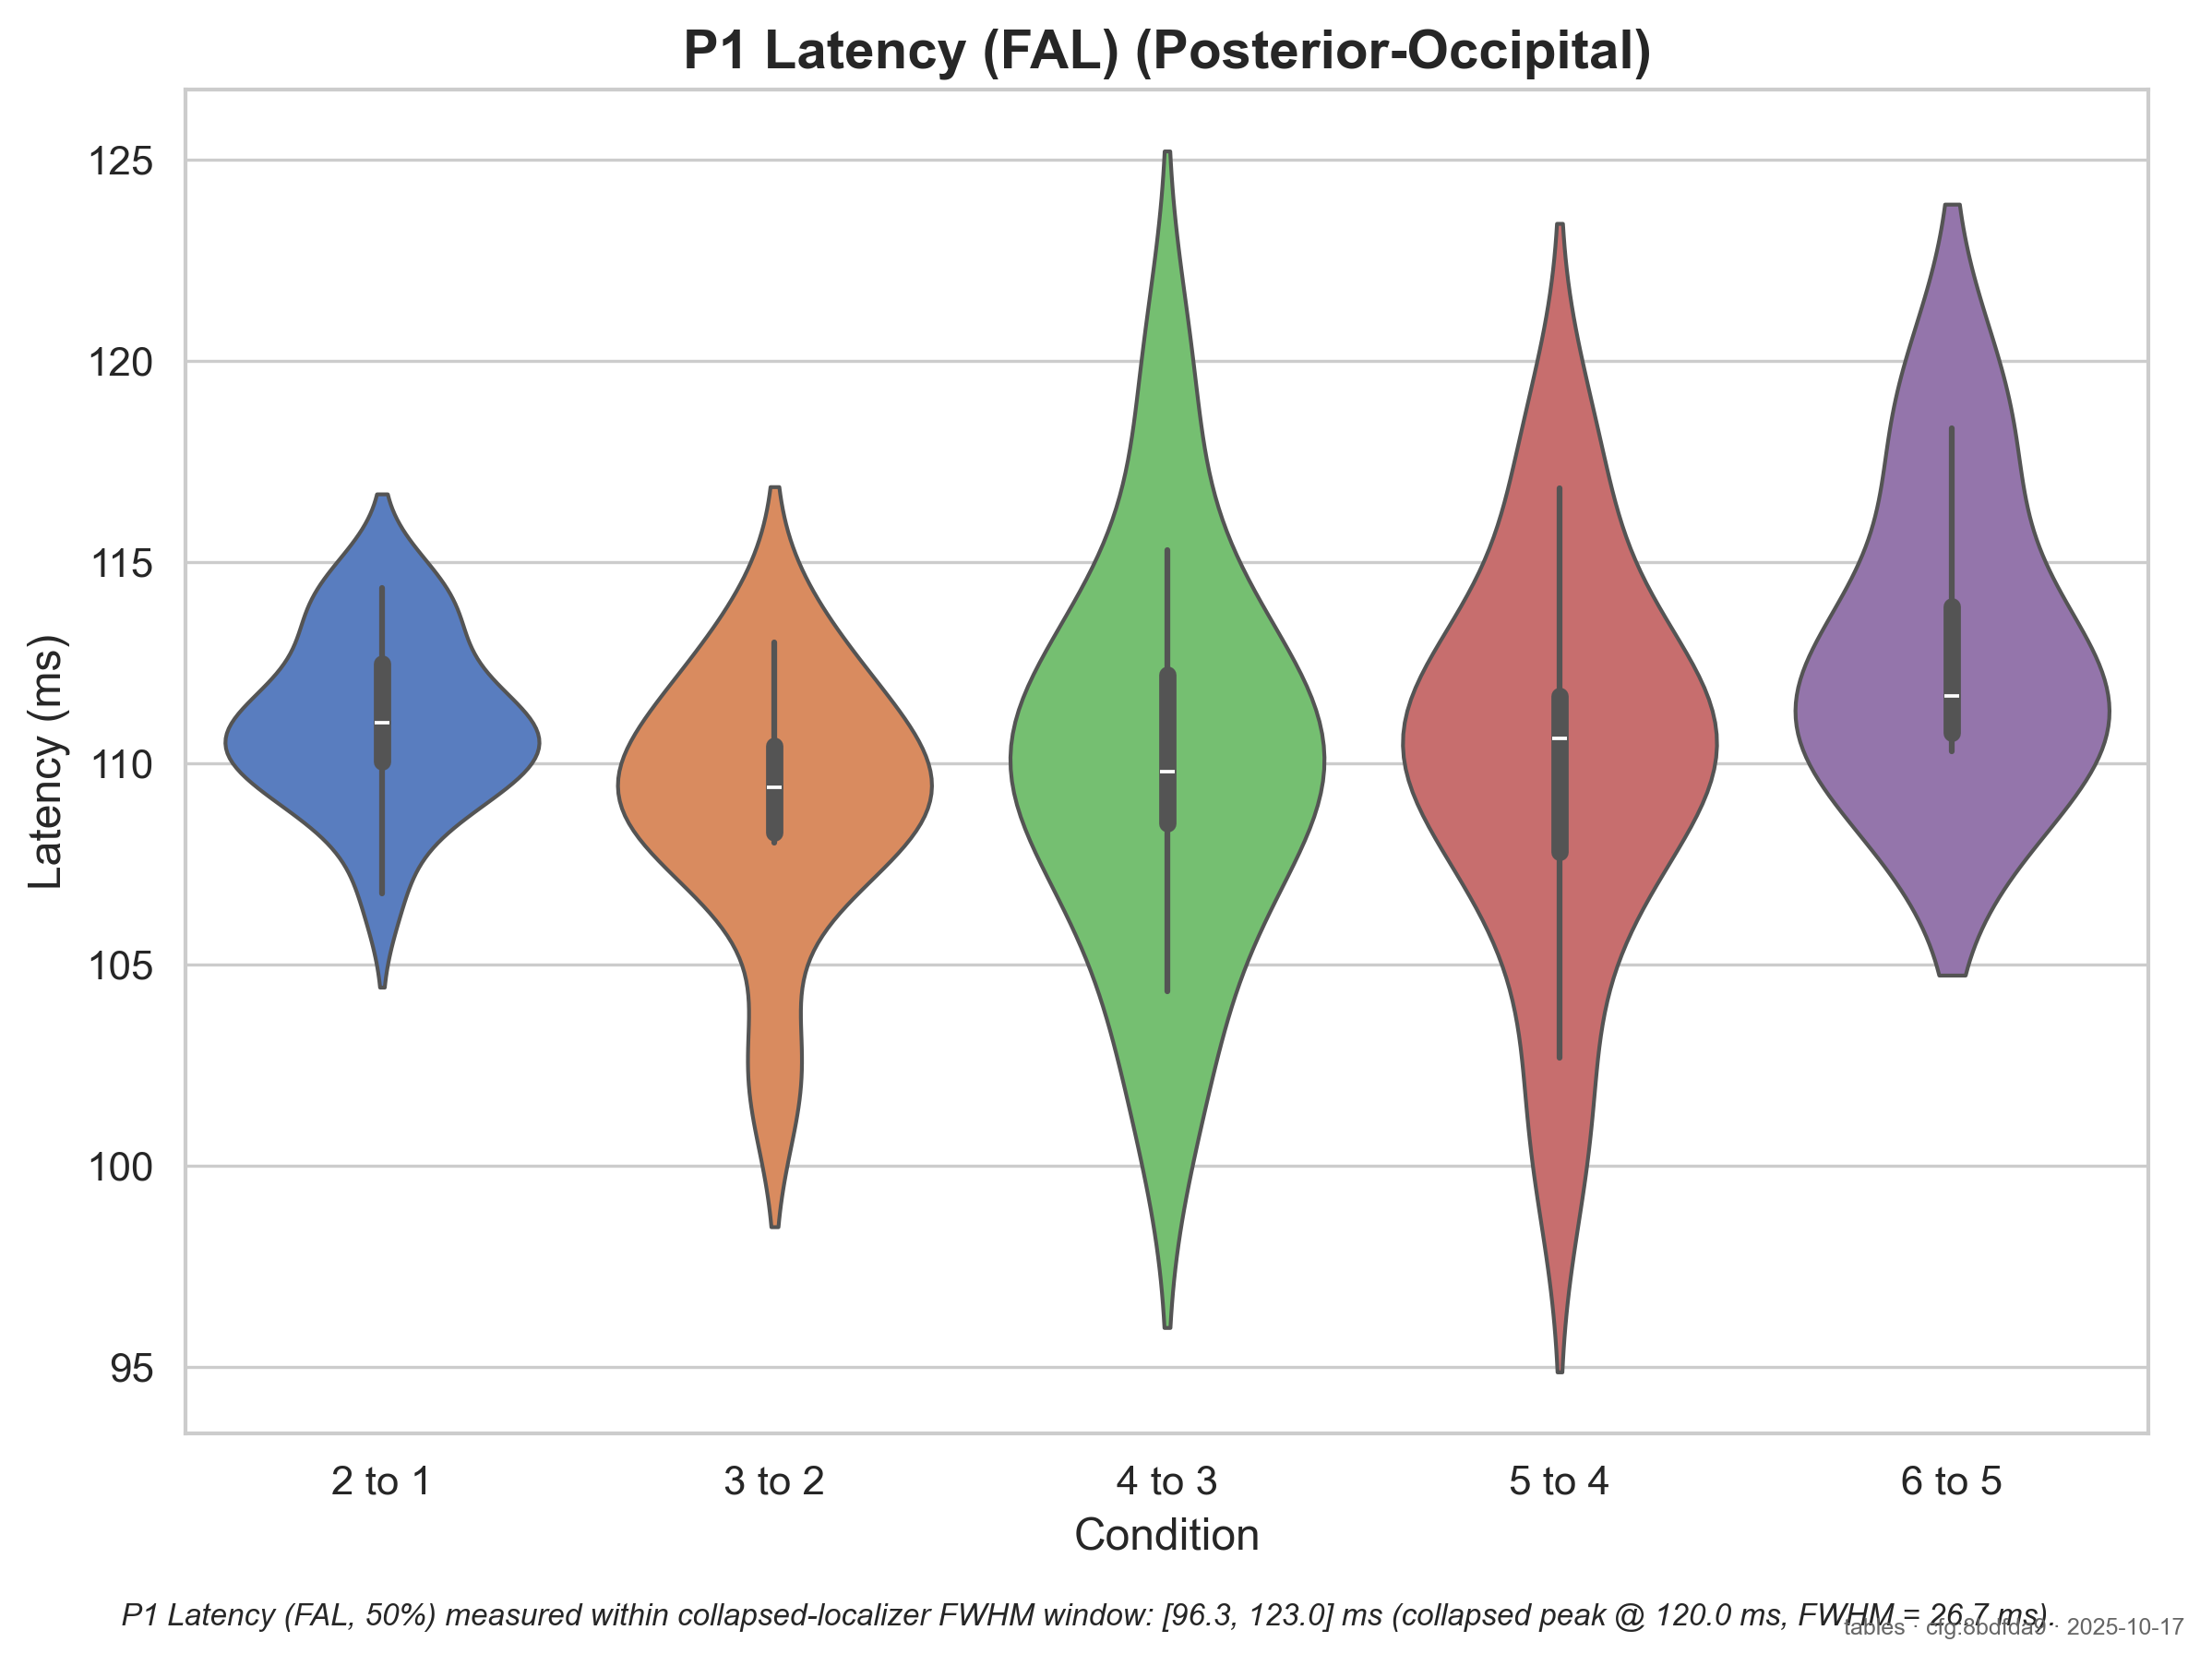 P1 Latency (FAL) (Posterior-Occipital)
Latency (ms)
125
120
115
110
105
100
95
2 to 1
3 to 2
4 to 3
5 to 4
6 to 5
Condition
P1 Latency (FAL, 50%) measured within collapsed-localizer FWHM window: [96.3, 123.0] ms (collapsed peak @ 120.0 ms, FWHM = 26.7 ms).
tables · cfg:8bdfda9 · 2025-10-17